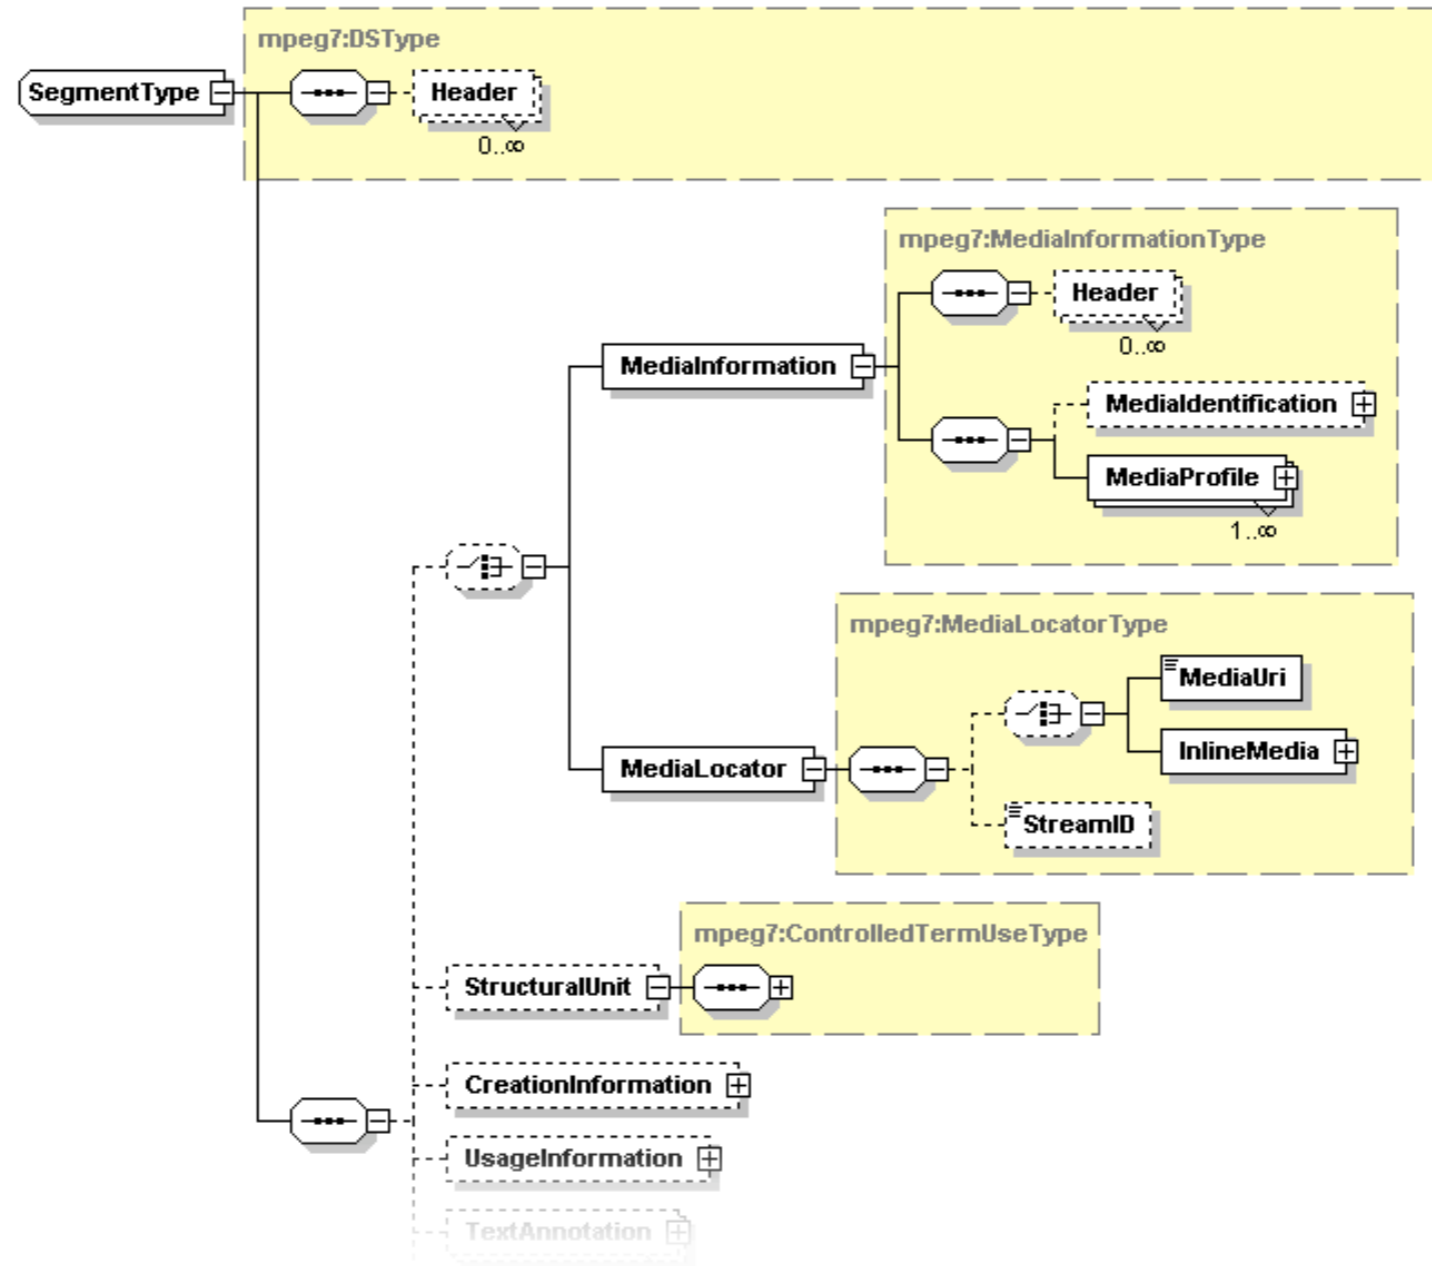 mpeg7:DSType
SegmentType
Header
0..∞
mpeg7:MediaInformationType
Header
0..∞
MediaInformation
MediaIdentification
MediaProfile
1..∞
mpeg7:MediaLocatorType
MediaUri
InlineMedia
MediaLocator
StreamID
mpeg7:ControlledTermUseType
StructuralUnit
CreationInformation
UsageInformation
TextAnnotation